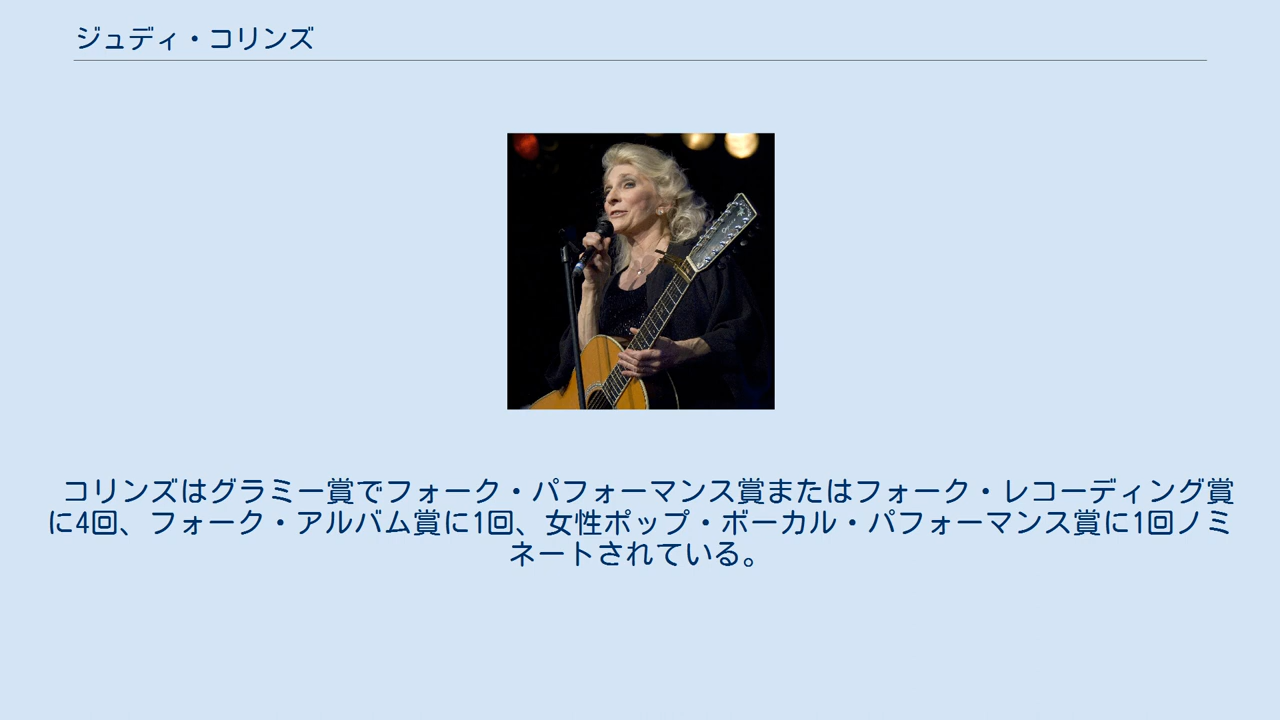 ジュディ・コリンズ
コリンズはグラミー賞でフォーク・パフォーマンス賞またはフォーク・レコーディング賞
に4回、フォーク・アルバム賞に1回、女性ポップ・ボーカル・パフォーマンス賞に1回ノミ
ネートされている。